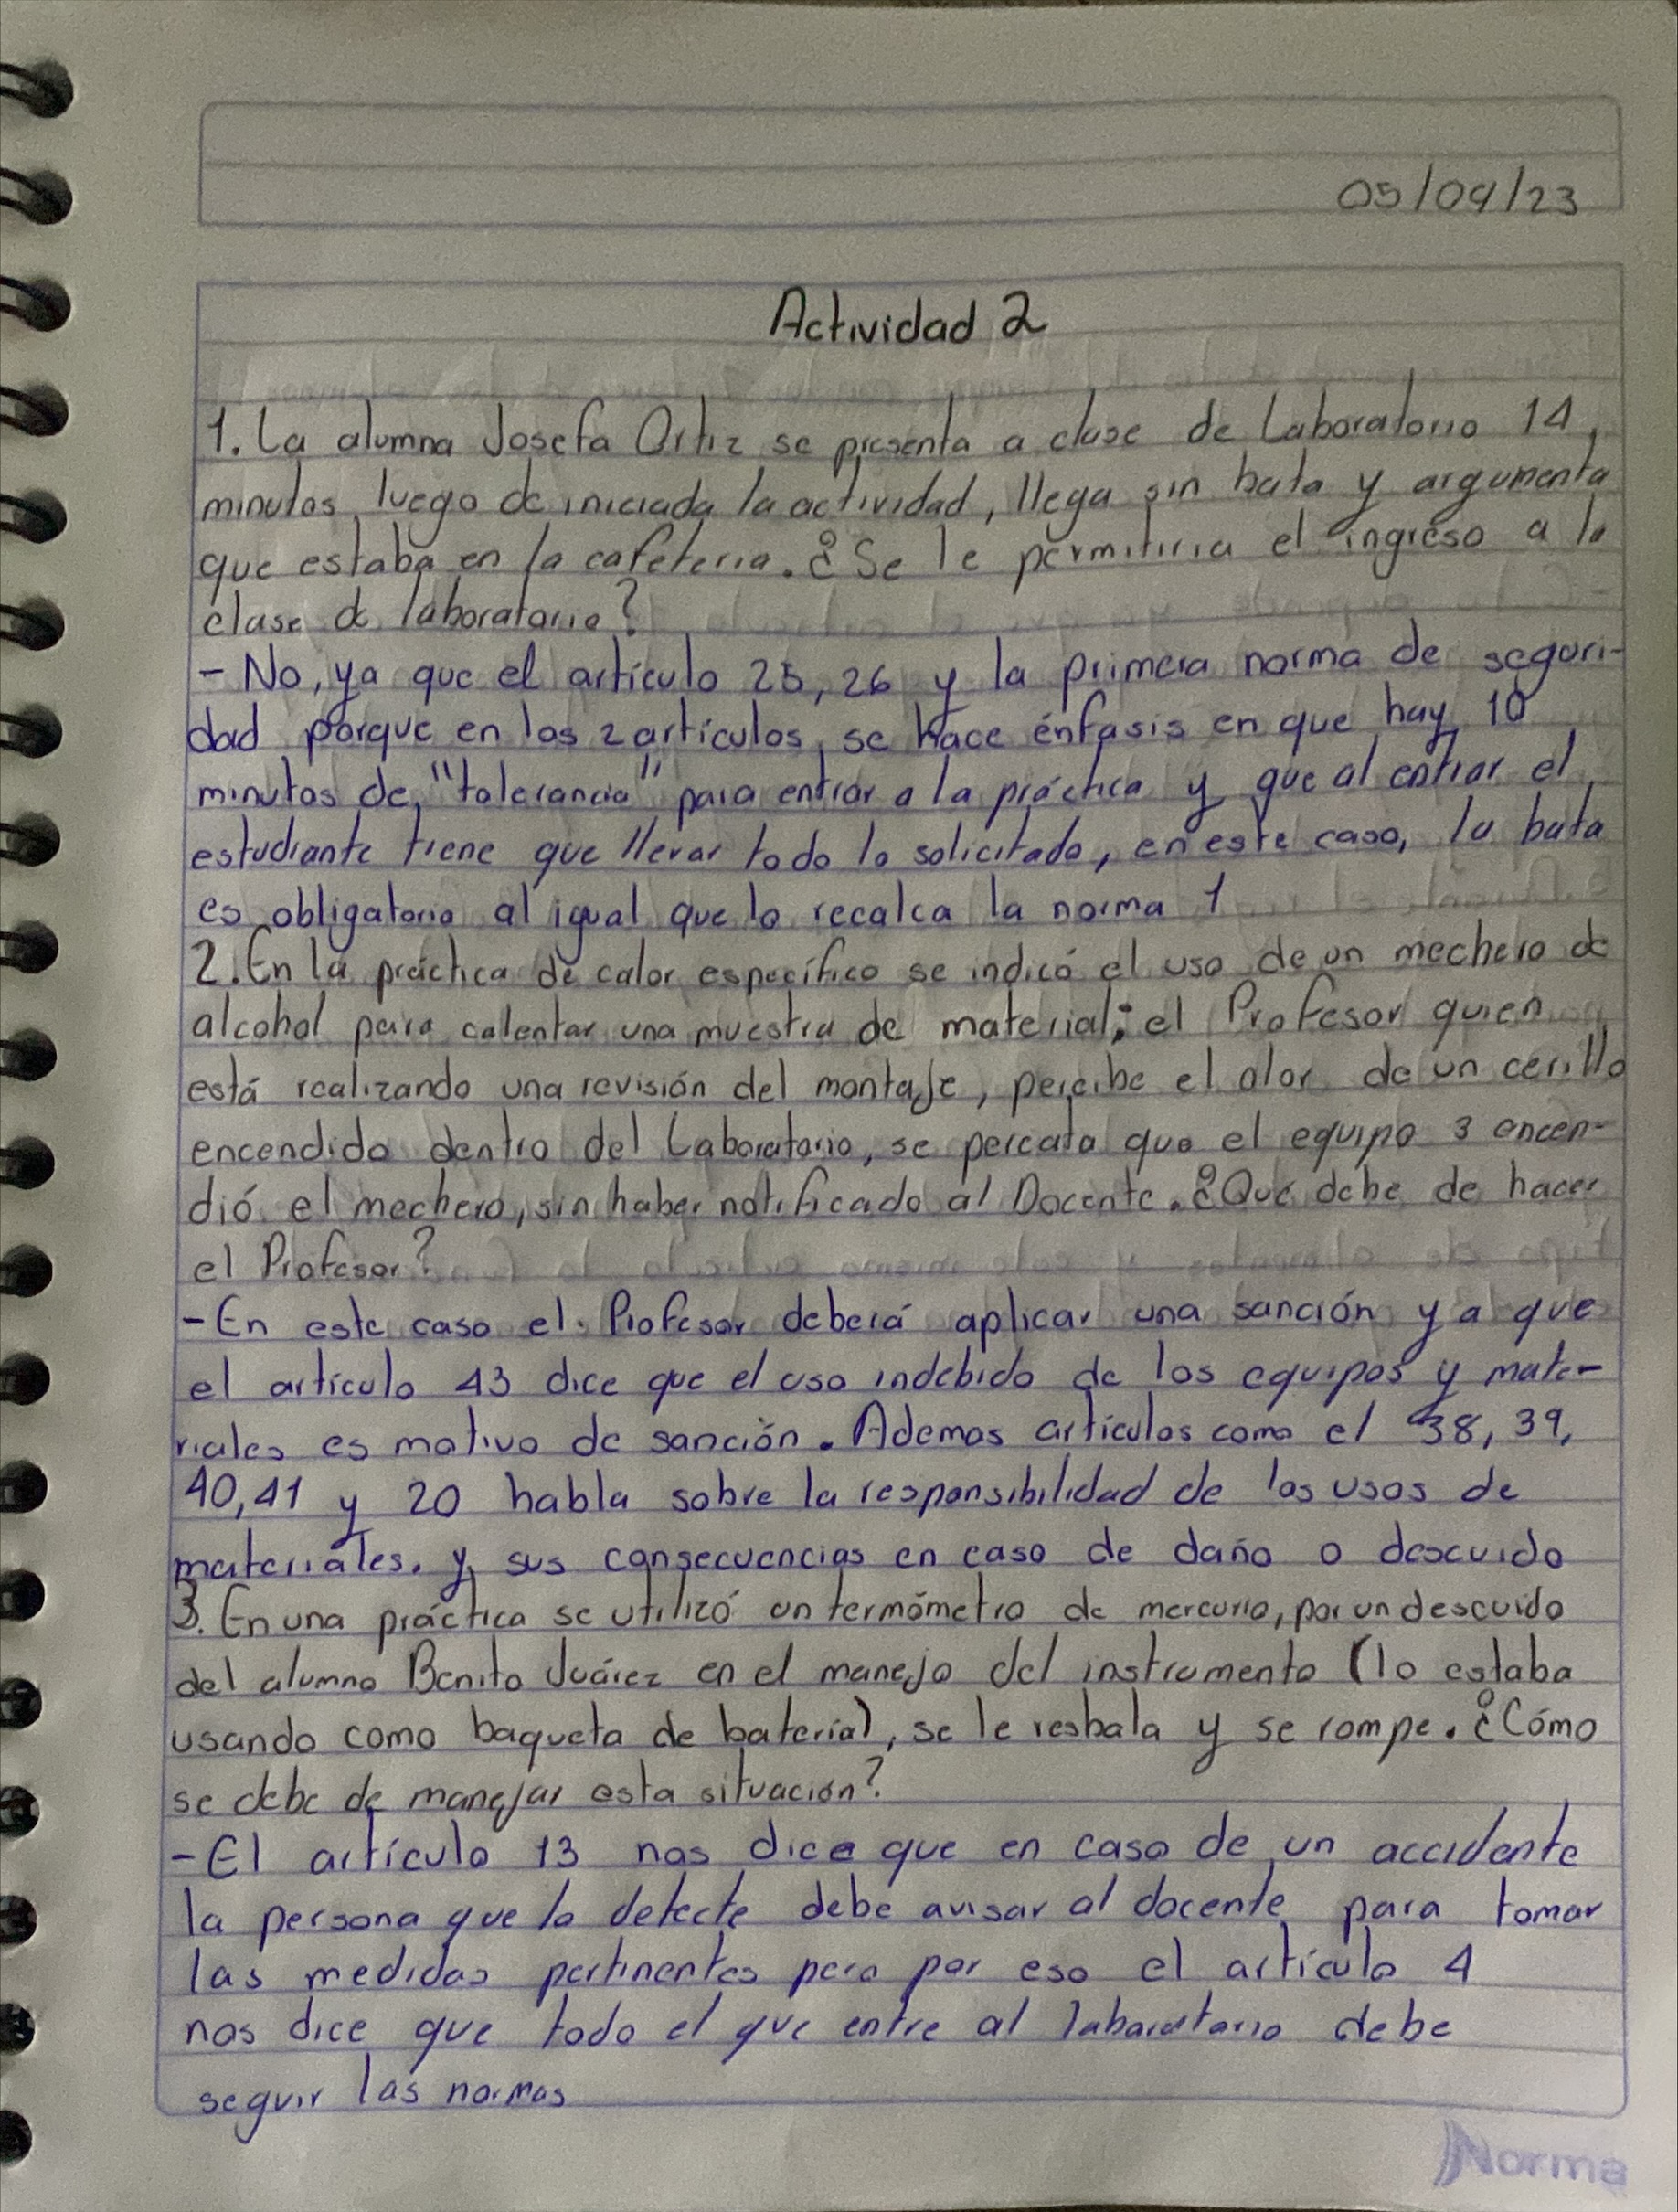 05/09/23
Actividad 2
1. La alumna Josefa Ortiz se presenta a clase de Laboratorio 14
minutos luego de iniciada la actividad, llega sin bata y argumenta
que estaba en la cafeteria. ¿Se le permitiria el ingreso a la
clase de laboratorio?
- No, ya que el artículo 25, 26 y la primera norma de seguri-
dad porque en los 2 artículos se hace énfasis en que hay 10
minutos de "tolerancia" para entrar a la práctica y que al entrar el
estudiante tiene que llevar todo lo solicitado, en este caso, la bata
es obligatoria al igual que lo recalca la norma 1
2. En la práctica de calor específico se indicó el uso de un mechero de
alcohol para calentar una muestra de material; el Profesor quien
está realizando una revisión del montaje, percibe el olor de un cerillo
encendido dentro del Laboratorio, se percata que el equipo 3 encen-
dió el mechero, sin haber notificado al Docente. ¿Qué debe de hacer
el Profesor?
- En este caso el Profesor deberá aplicar una sanción ya que
el artículo 43 dice que el uso indebido de los equipos y mate-
riales es motivo de sanción. Ademas artículos como el 38, 39,
40, 41 y 20 habla sobre la responsibilidad de los usos de
materiales. y sus consecuencias en caso de daño o descuido
3. En una práctica se utilizó un termómetro de mercurio, por un descuido
del alumno Benito Juárez en el manejo del instrumento (lo estaba
usando como baqueta de bateria), se le resbala y se rompe. ¿Cómo
se debe de manejar esta situación?
- El artículo 13 nos dice que en caso de un accidente
la persona que lo detecte debe avisar al docente para tomar
las medidas pertinentes pero por eso el artículo 4
nos dice que todo el que entre al laboratorio debe
seguir las normas
Norma